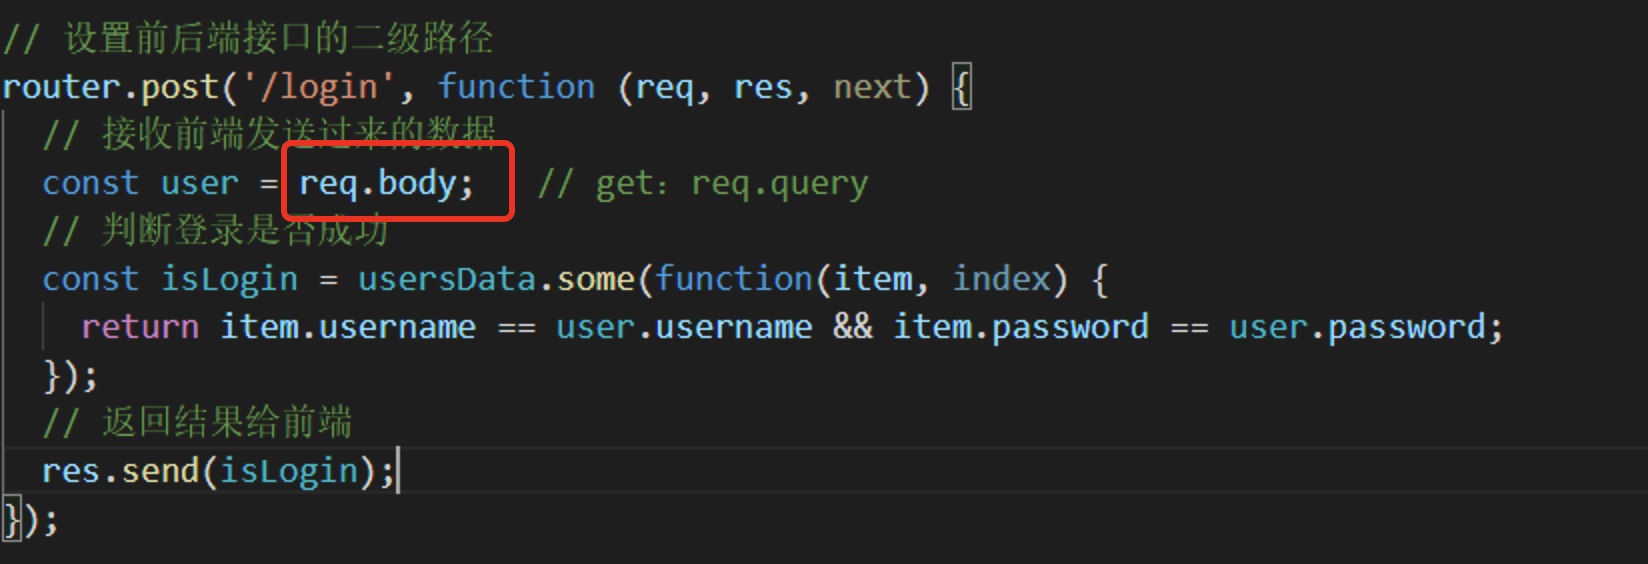 // 设置前后端接口的二级路径
router.post('/login', function (req, res, next) {
// 接收前端发送过来的数据
const user = req.body; // get：req.query
// 判断登录是否成功
const isLogin = usersData.some(function(item, index) {
return item.username == user.username && item.password == user.password;
});
// 返回结果给前端
res.send(isLogin);
});